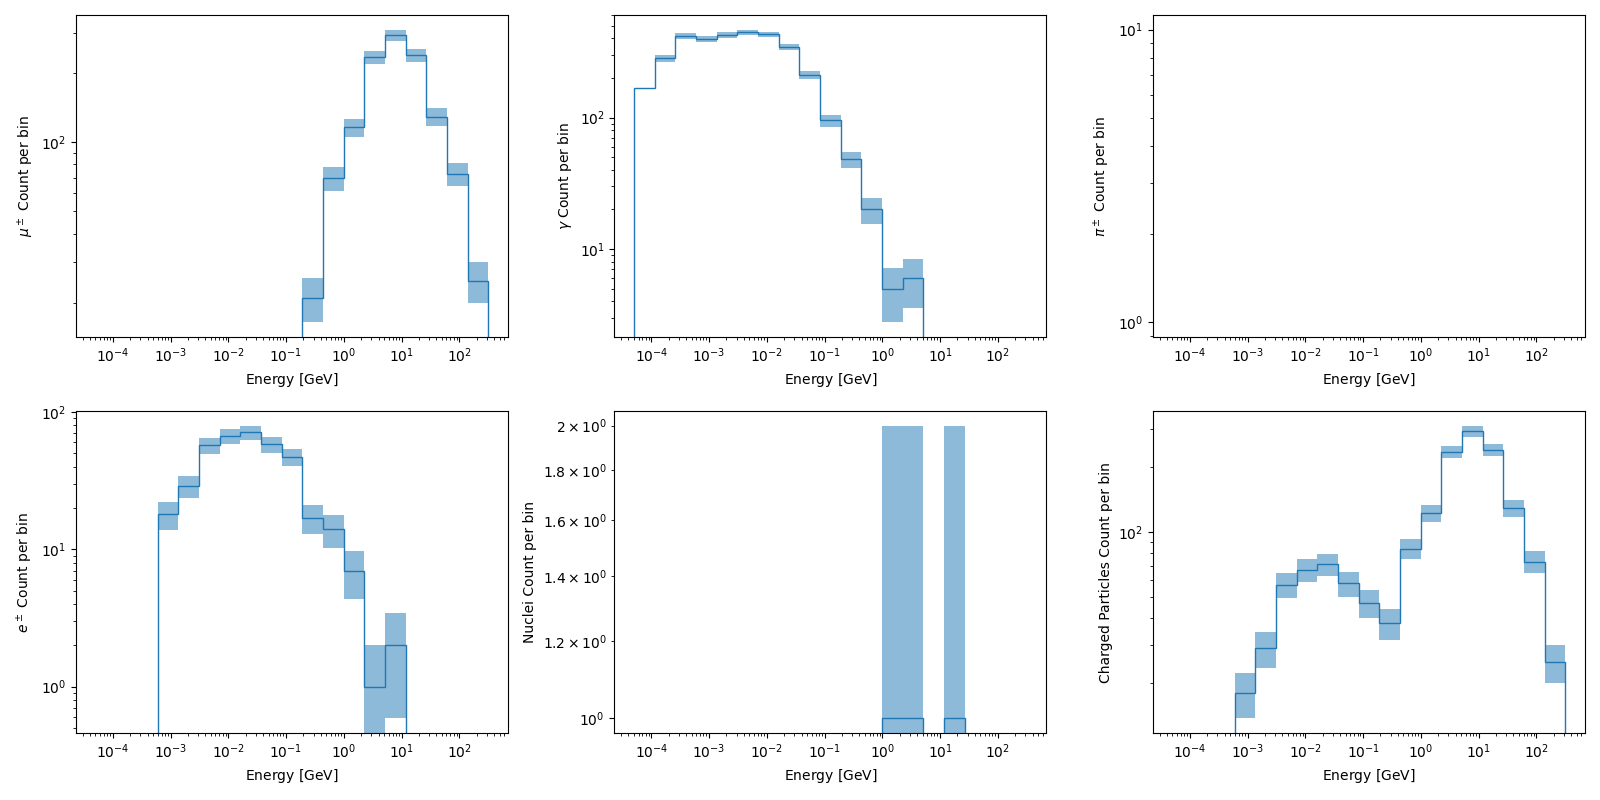 μ± Count per bin
10²
10⁻⁴ 10⁻³ 10⁻² 10⁻¹ 10⁰ 10¹ 10²
Energy [GeV]
γ Count per bin
10²
10¹
10⁻⁴ 10⁻³ 10⁻² 10⁻¹ 10⁰ 10¹ 10²
Energy [GeV]
π± Count per bin
10¹
10⁰
10⁻⁴ 10⁻³ 10⁻² 10⁻¹ 10⁰ 10¹ 10²
Energy [GeV]
e± Count per bin
10²
10¹
10⁰
10⁻⁴ 10⁻³ 10⁻² 10⁻¹ 10⁰ 10¹ 10²
Energy [GeV]
Nuclei Count per bin
2 × 10⁰
1.8 × 10⁰
1.6 × 10⁰
1.4 × 10⁰
1.2 × 10⁰
10⁰
10⁻⁴ 10⁻³ 10⁻² 10⁻¹ 10⁰ 10¹ 10²
Energy [GeV]
Charged Particles Count per bin
10²
10⁻⁴ 10⁻³ 10⁻² 10⁻¹ 10⁰ 10¹ 10²
Energy [GeV]